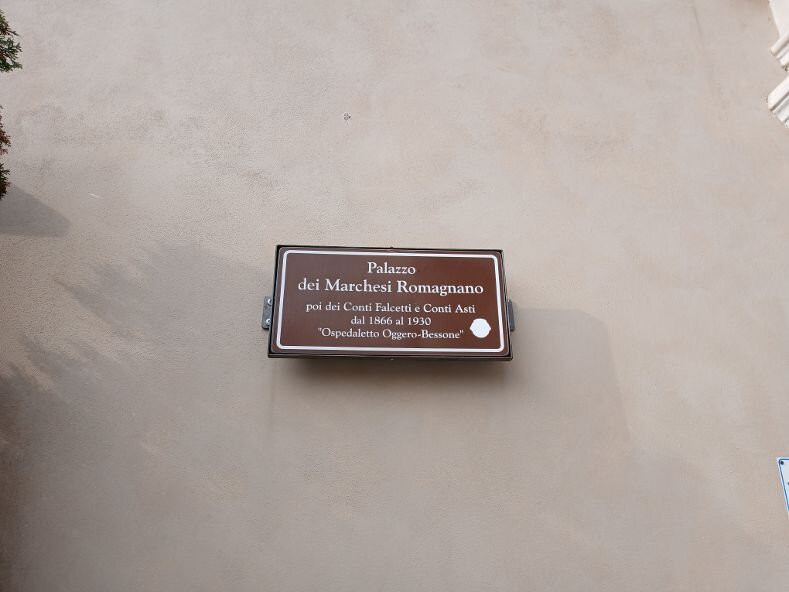 Palazzo
dei Marchesi Romagnano
poi dei Conti Falcetti e Conti Asti
dal 1866 al 1930
"Ospedaletto Oggero-Bessone"